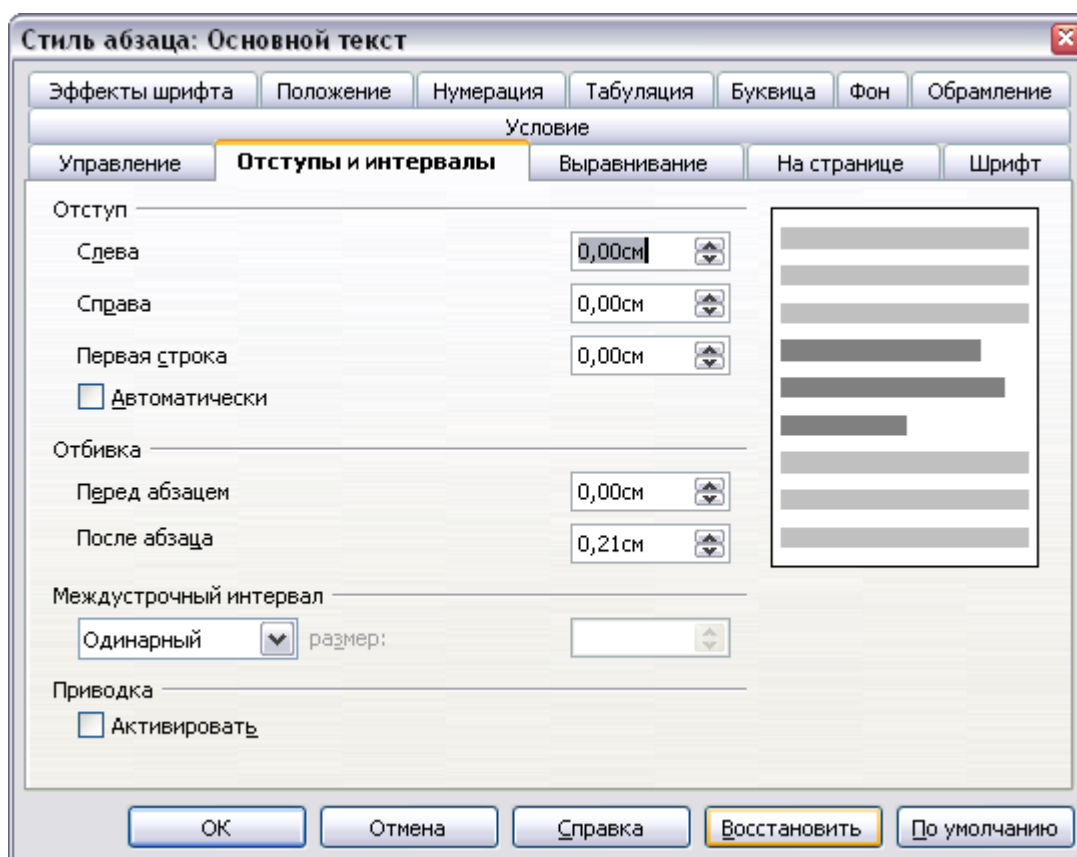 Стиль абзаца: Основной текст
Эффекты шрифта Положение Нумерация Табуляция Буквица Фон Обрамление
Условие
Управление Отступы и интервалы Выравнивание На странице Шрифт
Отступ
Слева 0,00см
Справа 0,00см
Первая строка 0,00см
Автоматически
Отбивка
Перед абзацем 0,00см
После абзаца 0,21см
Междустрочный интервал
Одинарный размер:
Приводка
Активировать
ОК Отмена Справка Восстановить По умолчанию